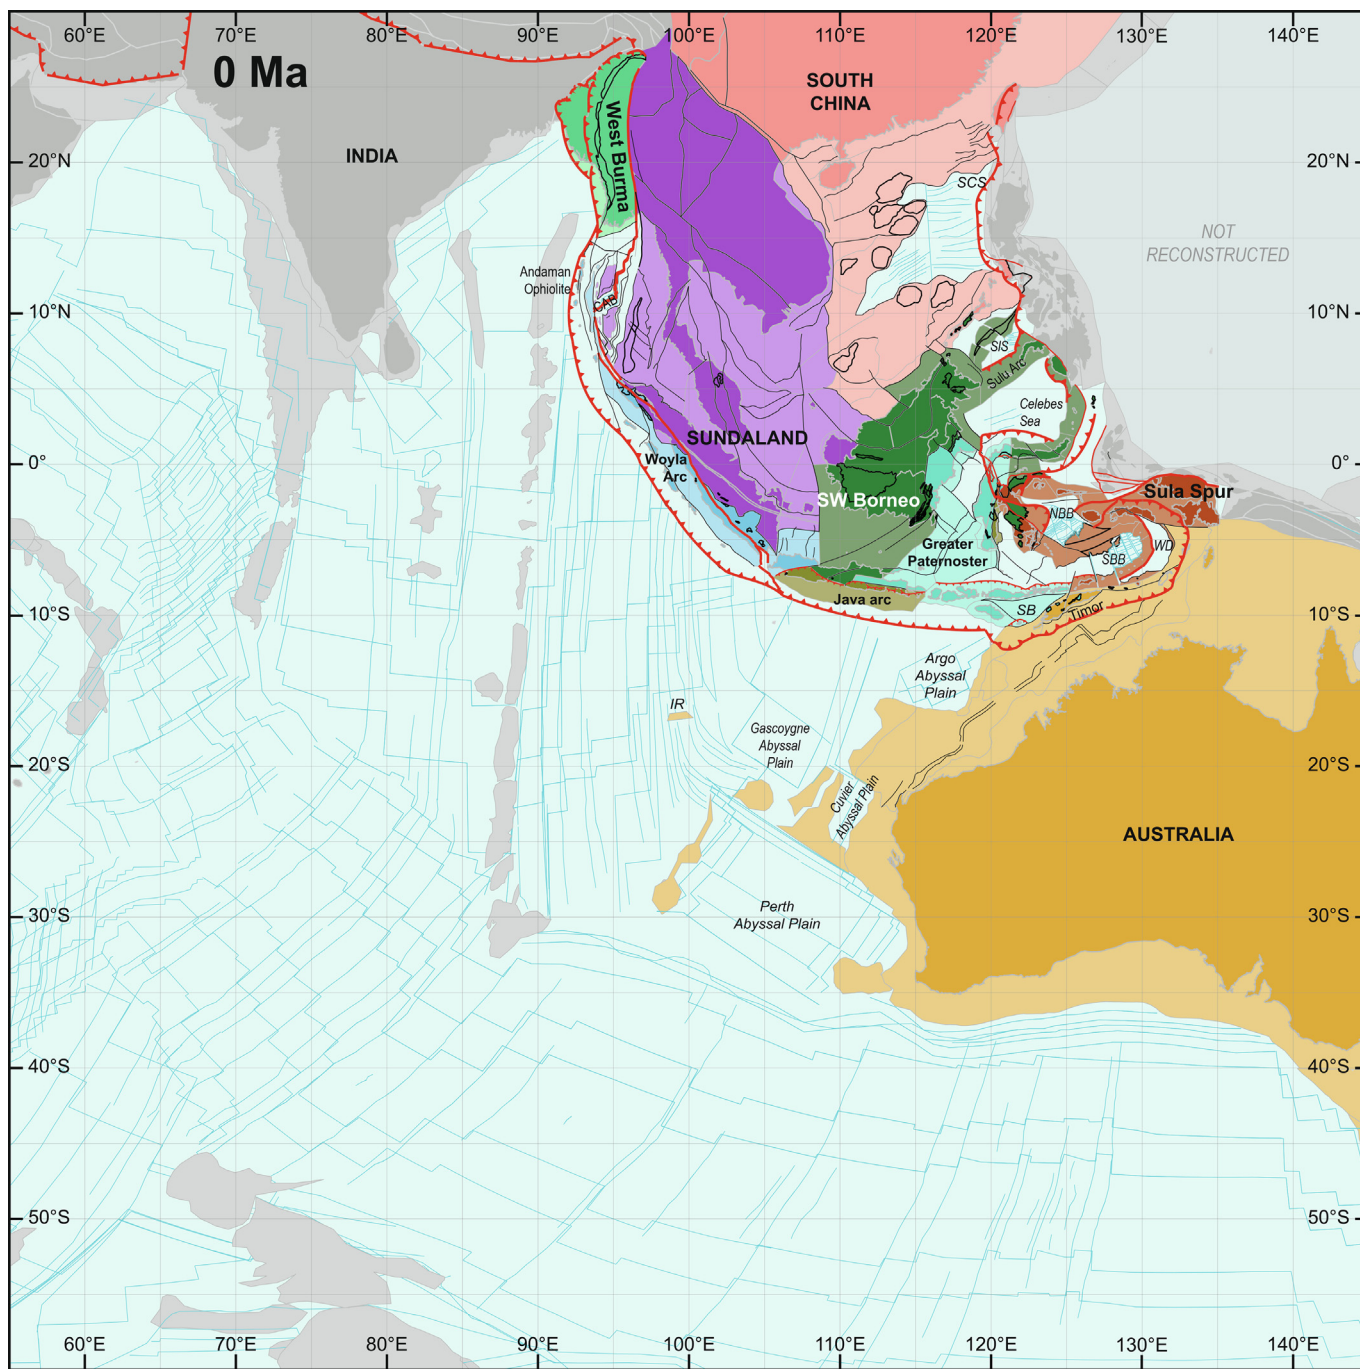 60°E 70°E 80°E 90°E 100°E 110°E 120°E 130°E 140°E
0 Ma
SOUTH
CHINA
West Burma
INDIA
20°N
20°N
SCS
NOT
RECONSTRUCTED
Andaman
Ophiolite
CAB
10°N
10°N
SIS
Sulu Arc
Celebes
Sea
SUNDALAND
Woyla
Arc
0°
0°
SW Borneo
Sula Spur
NBB
Greater
Paternoster
SBB
WD
Java arc
SB
Timor
10°S
10°S
Argo
Abyssal
Plain
IR
Gascoygne
Abyssal
Plain
20°S
20°S
Cuvier
Abyssal Plain
AUSTRALIA
Perth
Abyssal Plain
30°S
30°S
40°S
40°S
50°S
50°S
60°E 70°E 80°E 90°E 100°E 110°E 120°E 130°E 140°E